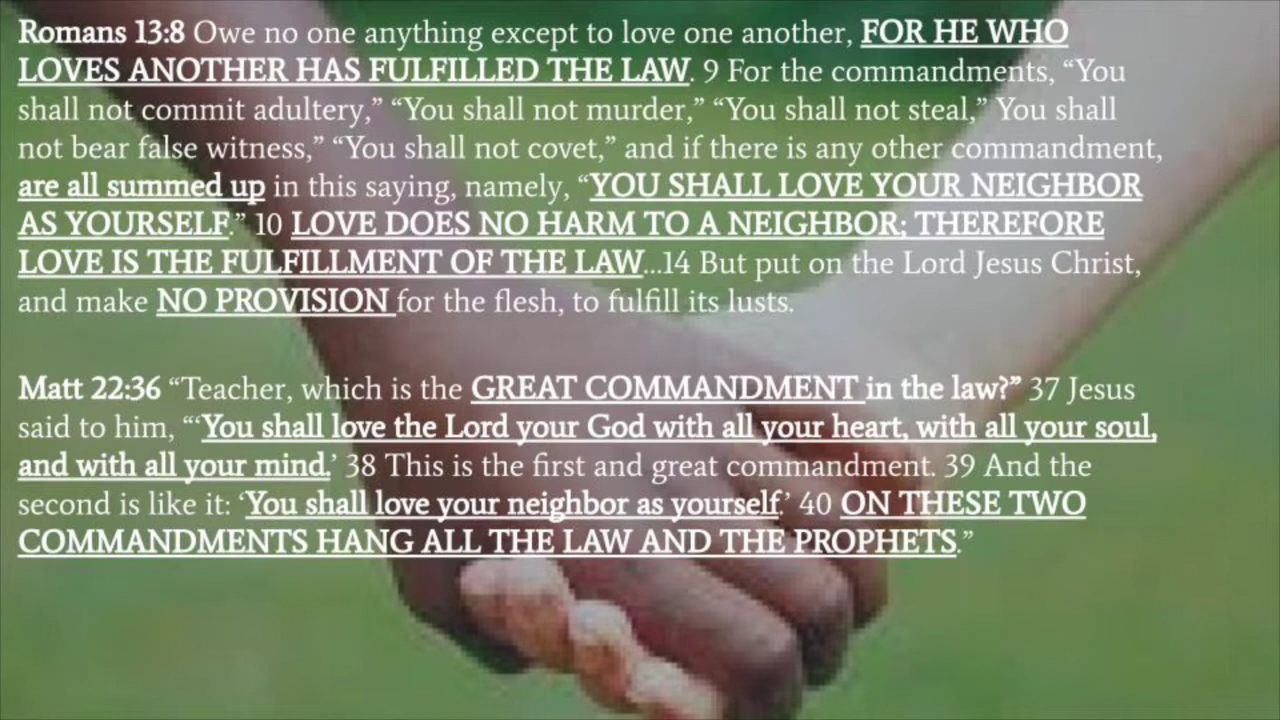 Romans 13:8 Owe no one anything except to love one another, FOR HE WHO
LOVES ANOTHER HAS FULFILLED THE LAW. 9 For the commandments, “You
shall not commit adultery,” “You shall not murder,” “You shall not steal,” You shall
not bear false witness,” “You shall not covet,” and if there is any other commandment,
are all summed up in this saying, namely, “YOU SHALL LOVE YOUR NEIGHBOR
AS YOURSELF.” 10 LOVE DOES NO HARM TO A NEIGHBOR; THEREFORE
LOVE IS THE FULFILLMENT OF THE LAW...14 But put on the Lord Jesus Christ,
and make NO PROVISION for the flesh, to fulfill its lusts.
Matt 22:36 “Teacher, which is the GREAT COMMANDMENT in the law?” 37 Jesus
said to him, “‘You shall love the Lord your God with all your heart, with all your soul,
and with all your mind.’ 38 This is the first and great commandment. 39 And the
second is like it: ‘You shall love your neighbor as yourself.’ 40 ON THESE TWO
COMMANDMENTS HANG ALL THE LAW AND THE PROPHETS.”